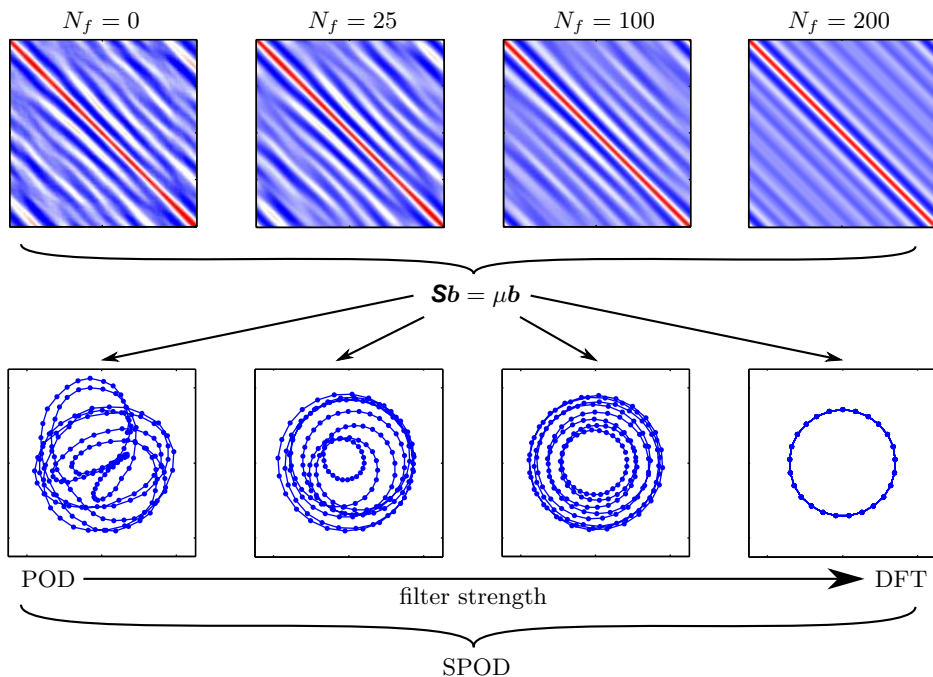 N_f = 0
N_f = 25
N_f = 100
N_f = 200
Sb = μb
POD
DFT
filter strength
SPOD